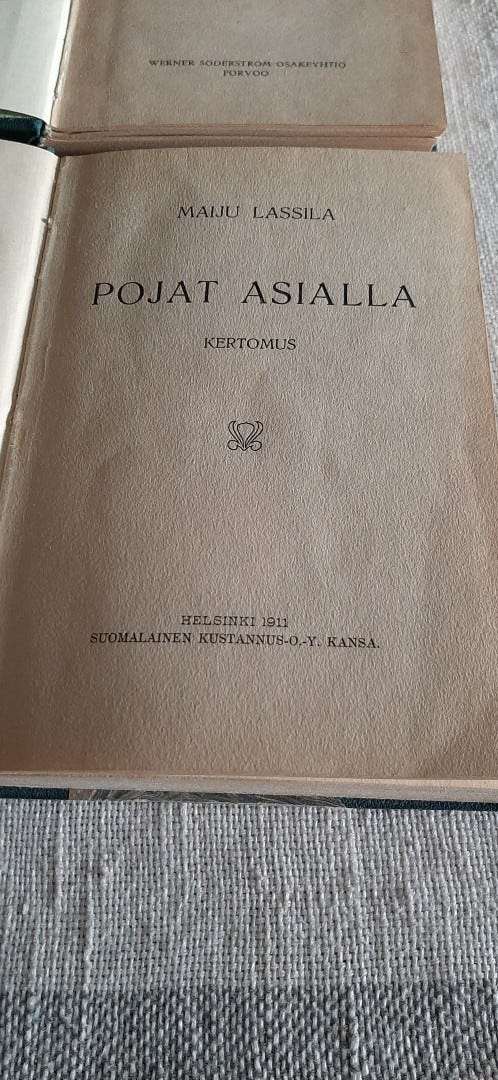 WERNER SÖDERSTRÖM OSAKEYHTIÖ
PORVOO
MAIJU LASSILA
POJAT ASIALLA
KERTOMUS
HELSINKI 1911
SUOMALAINEN KUSTANNUS-O.-Y. KANSA.